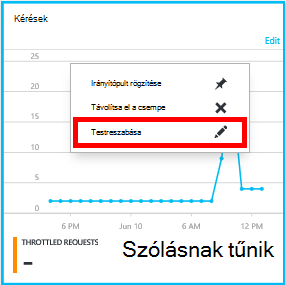 Kérések
Edit
25
20
15
10
5
0
Irányítópult rögzítése
Távolítsa el a csempe
Testreszabása
6 PM
Jun 10
6 AM
12 PM
THROTTLED REQUESTS
–
Szólásnak tűnik